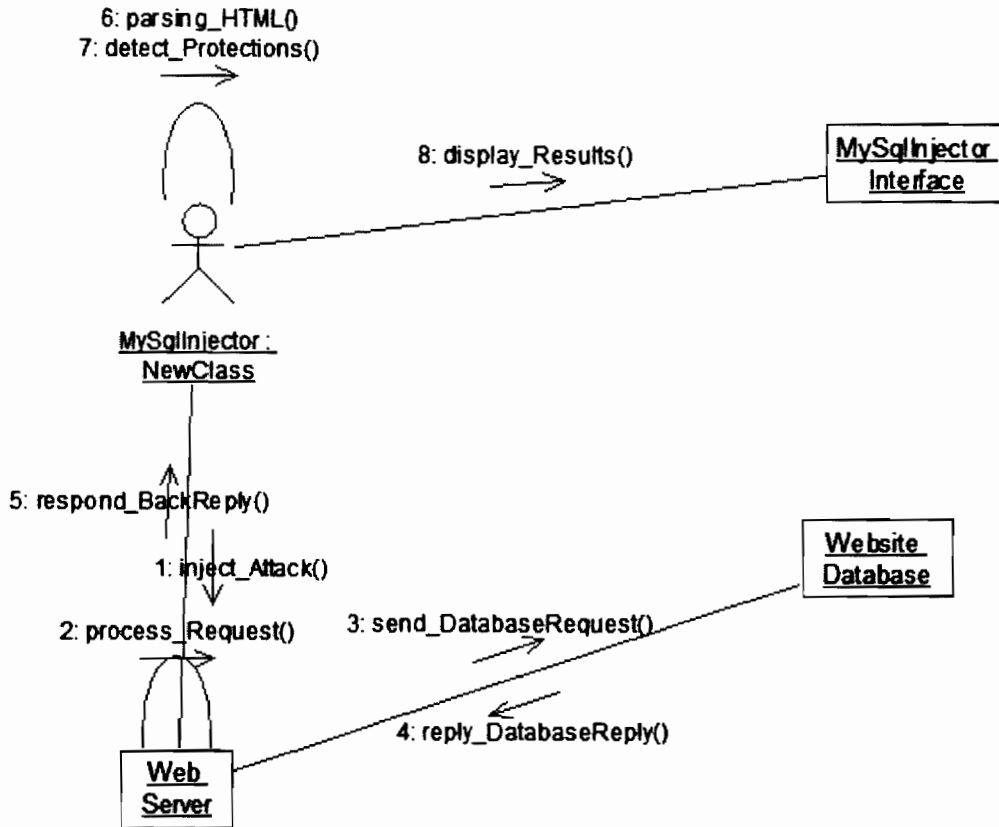 6: parsing_HTML()
7: detect_Protections()
8: display_Results()
MySqlInjector
Interface
MySqlInjector :
NewClass
5: respond_BackReply()
1: inject_Attack()
2: process_Request()
3: send_DatabaseRequest()
Website
Database
4: reply_DatabaseReply()
Web
Server